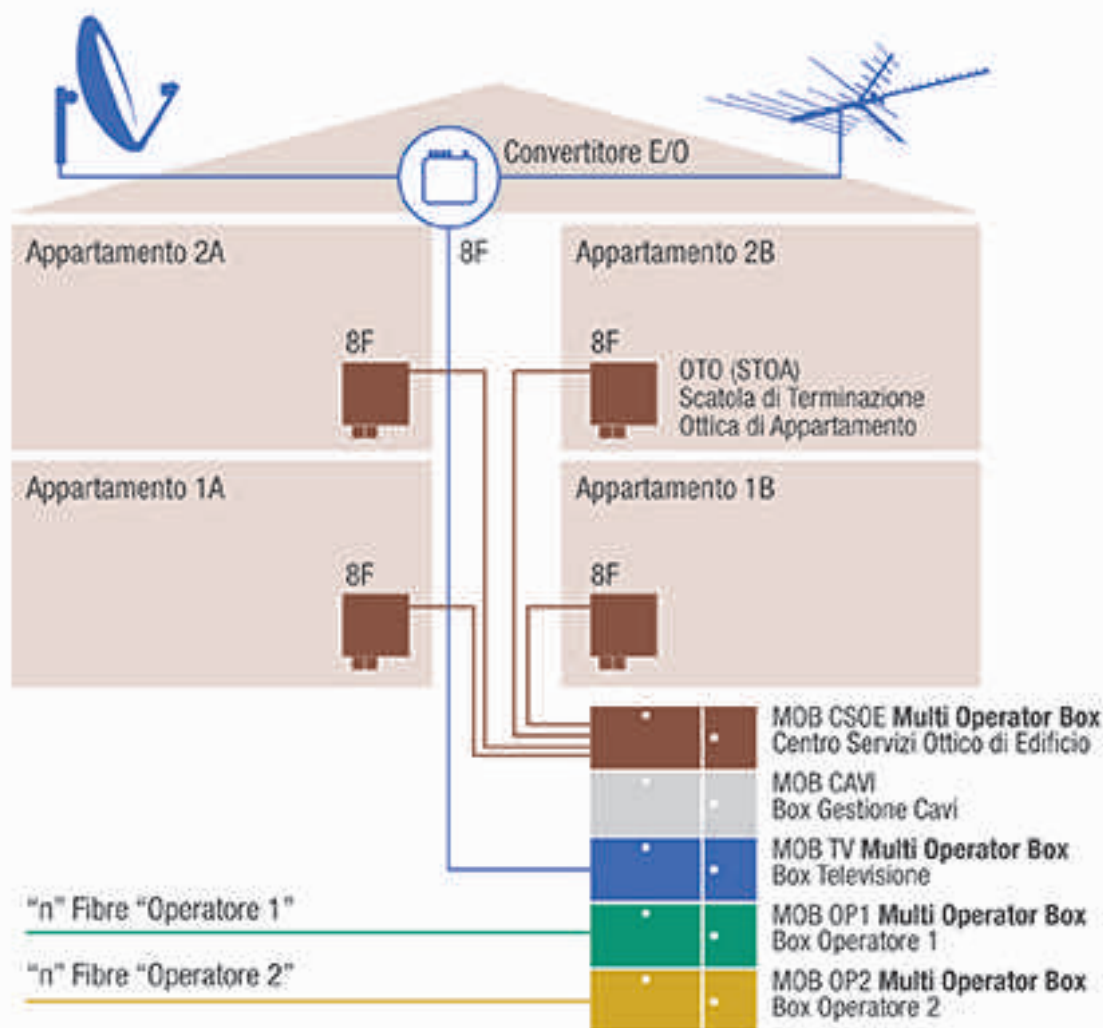 Convertitore E/O
Appartamento 2A
8F
Appartamento 2B
8F
8F
OTO (STOA)
Scatola di Terminazione
Ottica di Appartamento
Appartamento 1A
Appartamento 1B
8F
8F
MOB CSOE Multi Operator Box
Centro Servizi Ottico di Edificio
MOB CAVI
Box Gestione Cavi
MOB TV Multi Operator Box
Box Televisione
"n" Fibre "Operatore 1"
MOB OP1 Multi Operator Box
Box Operatore 1
"n" Fibre "Operatore 2"
MOB OP2 Multi Operator Box
Box Operatore 2